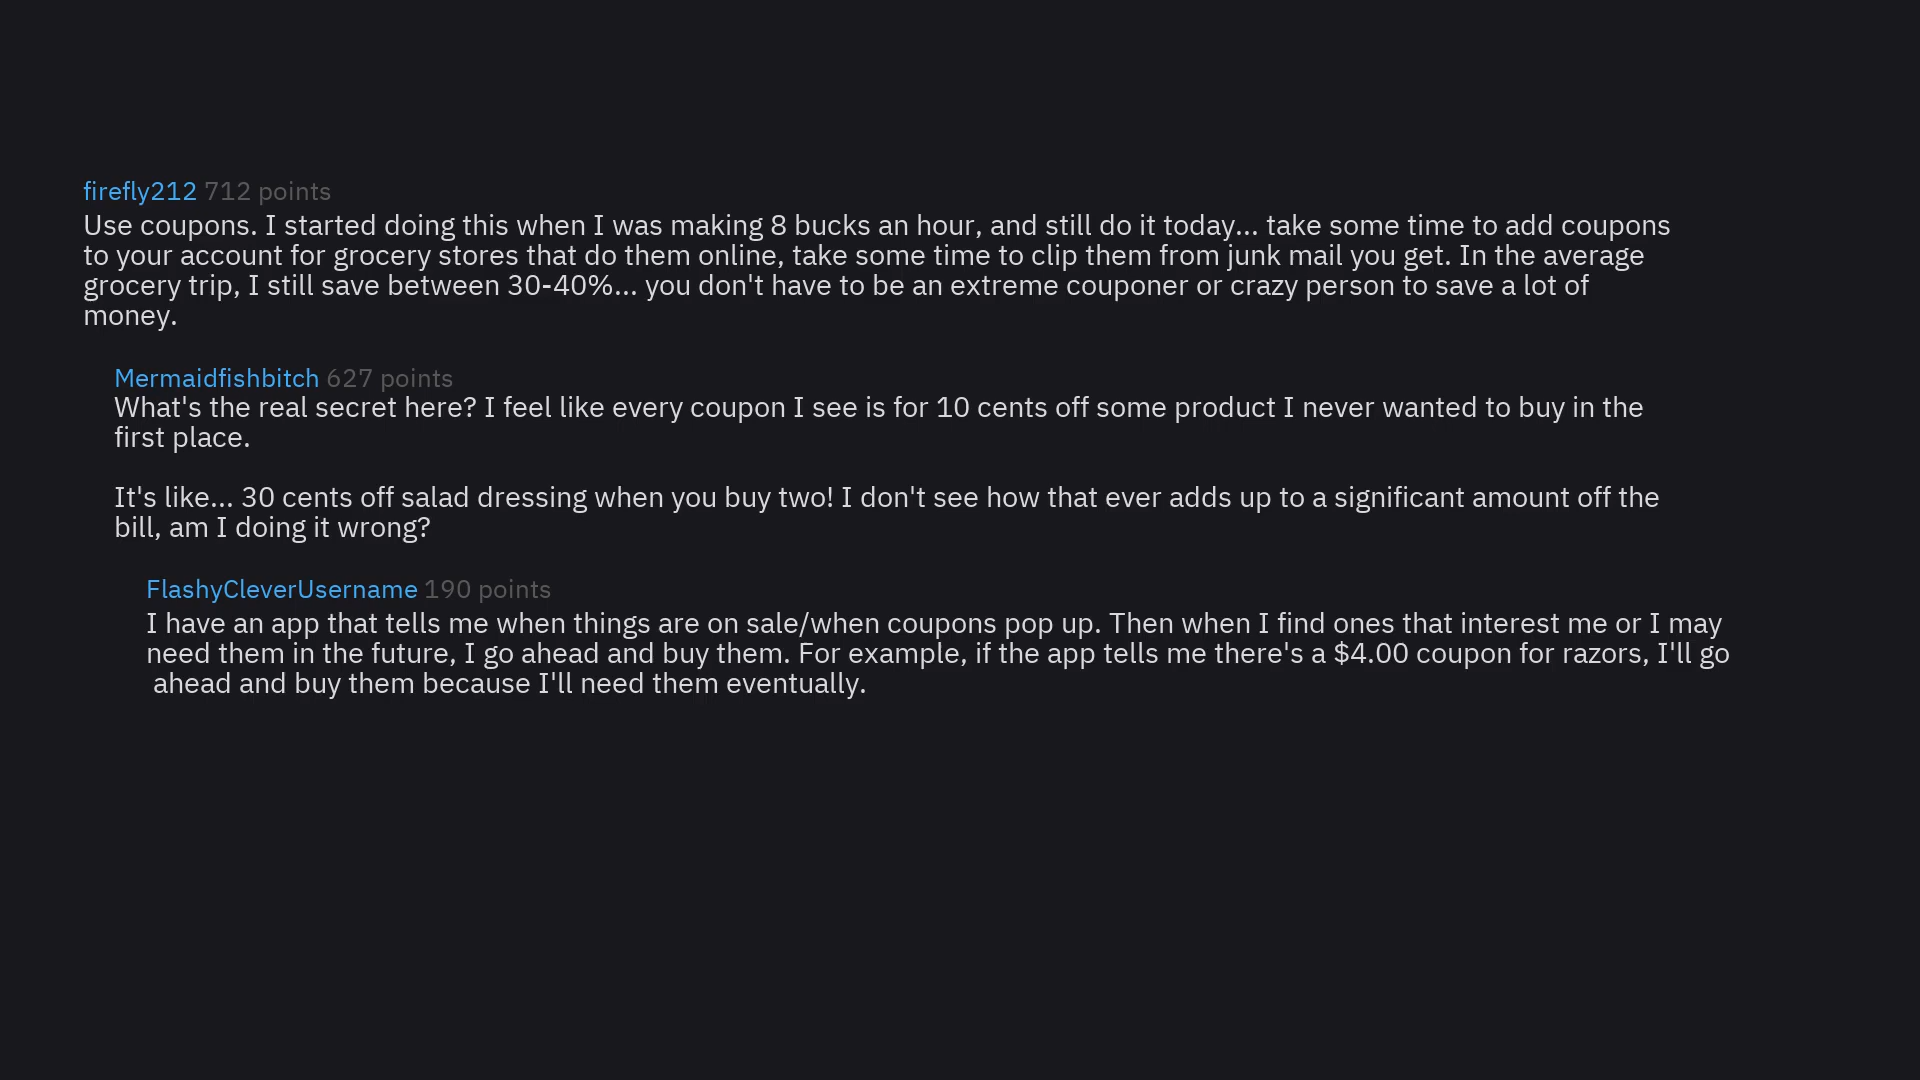 firefly212 712 points
Use coupons. I started doing this when I was making 8 bucks an hour, and still do it today... take some time to add coupons
to your account for grocery stores that do them online, take some time to clip them from junk mail you get. In the average
grocery trip, I still save between 30-40%... you don't have to be an extreme couponer or crazy person to save a lot of
money.
Mermaidfishbitch 627 points
What's the real secret here? I feel like every coupon I see is for 10 cents off some product I never wanted to buy in the
first place.
It's like... 30 cents off salad dressing when you buy two! I don't see how that ever adds up to a significant amount off the
bill, am I doing it wrong?
FlashyCleverUsername 190 points
I have an app that tells me when things are on sale/when coupons pop up. Then when I find ones that interest me or I may
need them in the future, I go ahead and buy them. For example, if the app tells me there's a $4.00 coupon for razors, I'll go
ahead and buy them because I'll need them eventually.